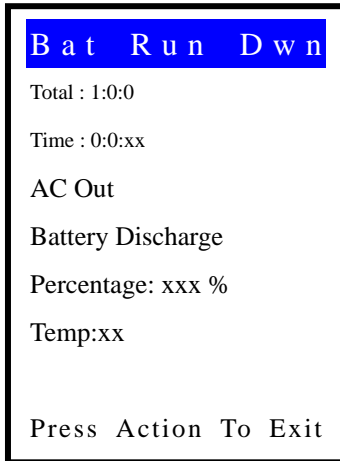 Bat Run Dwn
Total : 1:0:0
Time : 0:0:xx
AC Out
Battery Discharge
Percentage: xxx %
Temp:xx
Press Action To Exit